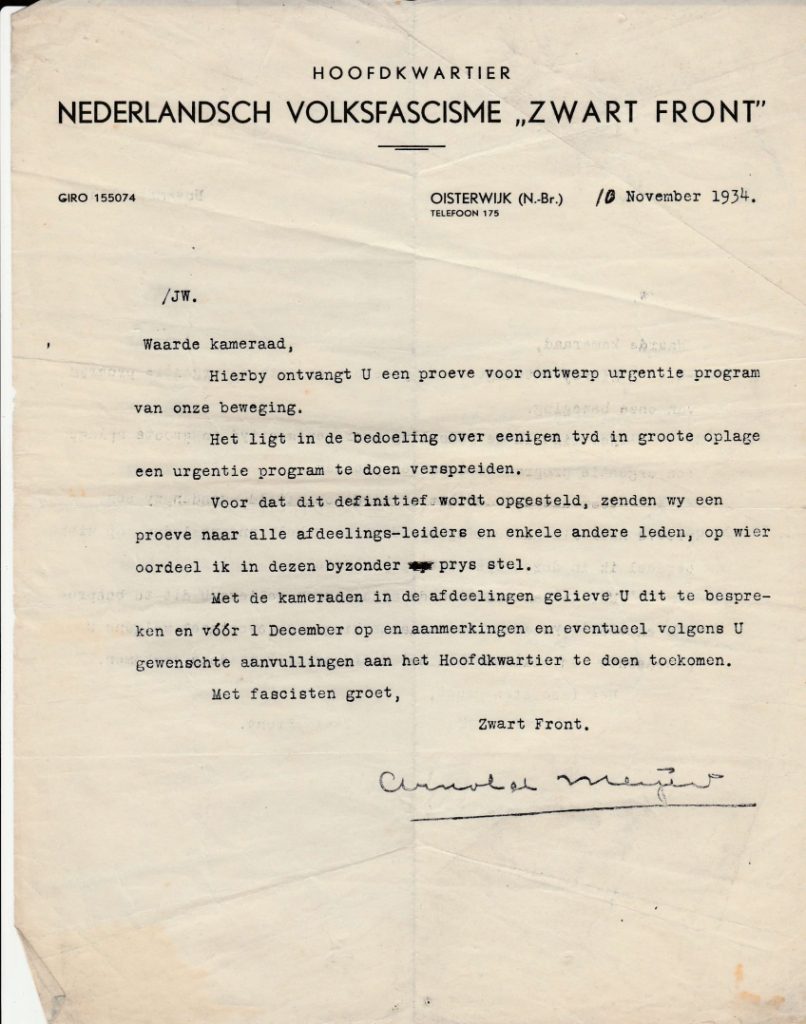 HOOFDKWARTIER
NEDERLANDSCH VOLKSFASCISME „ZWART FRONT”
GIRO 155074
OISTERWIJK (N.-Br.) 10 November 1934.
TELEFOON 175
/JW.
Waarde kameraad,
Hierby ontvangt U een proeve voor ontwerp urgentie program
van onze beweging.
Het ligt in de bedoeling over eenigen tyd in groote oplage
een urgentie program te doen verspreiden.
Voor dat dit definitief wordt opgesteld, zenden wy een
proeve naar alle afdeelings-leiders en enkele andere leden, op wier
oordeel ik in dezen byzonder prys stel.
Met de kameraden in de afdeelingen gelieve U dit te bespre-
ken en vóór 1 December op en aanmerkingen en eventueel volgens U
gewenschte aanvullingen aan het Hoofdkwartier te doen toekomen.
Met fascisten groet,
Zwart Front.
Arnold Meijer